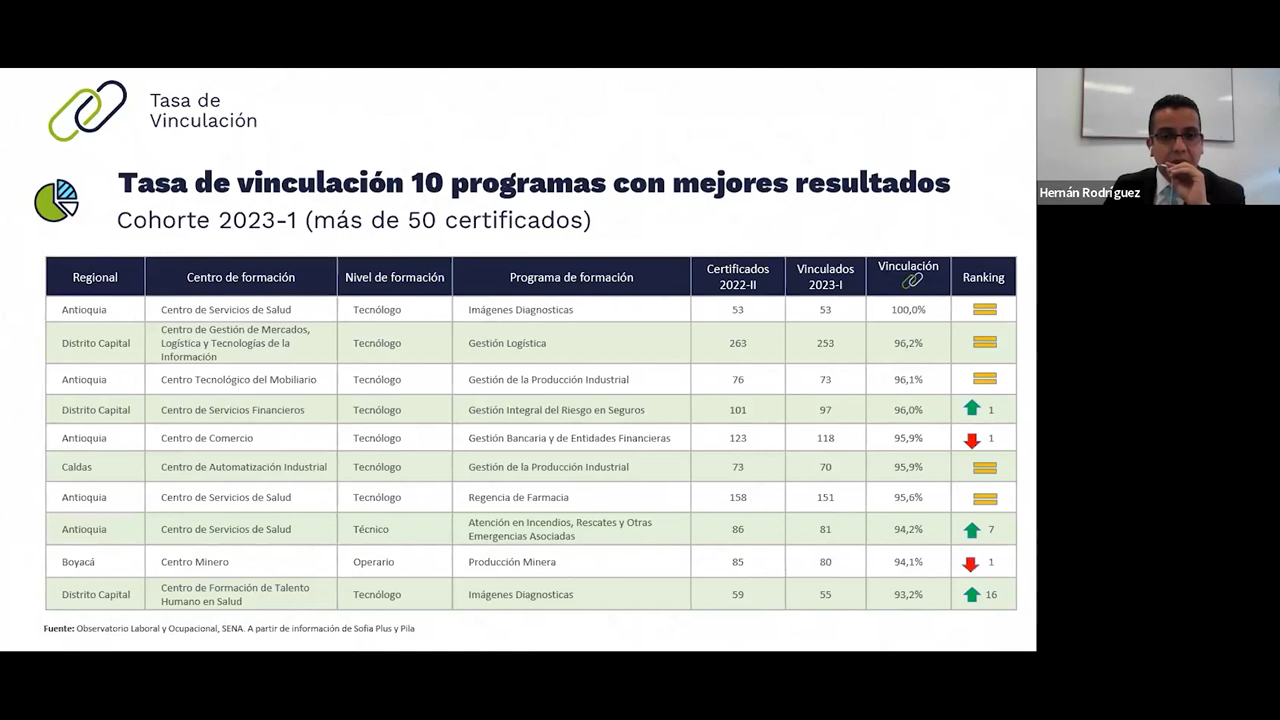 Tasa de
Vinculación
Tasa de vinculación 10 programas con mejores resultados
Cohorte 2023-1 (más de 50 certificados)
Regional Centro de formación Nivel de formación Programa de formación Certificados 2022-II Vinculados 2023-I Vinculación Ranking
Antioquia Centro de Servicios de Salud Tecnólogo Imágenes Diagnosticas 53 53 100,0%
Distrito Capital Centro de Gestión de Mercados, Logística y Tecnologías de la Información Tecnólogo Gestión Logística 263 253 96,2%
Antioquia Centro Tecnológico del Mobiliario Tecnólogo Gestión de la Producción Industrial 76 73 96,1%
Distrito Capital Centro de Servicios Financieros Tecnólogo Gestión Integral del Riesgo en Seguros 101 97 96,0% 1
Antioquia Centro de Comercio Tecnólogo Gestión Bancaria y de Entidades Financieras 123 118 95,9% 1
Caldas Centro de Automatización Industrial Tecnólogo Gestión de la Producción Industrial 73 70 95,9%
Antioquia Centro de Servicios de Salud Tecnólogo Regencia de Farmacia 158 151 95,6%
Antioquia Centro de Servicios de Salud Técnico Atención en Incendios, Rescates y Otras Emergencias Asociadas 86 81 94,2% 7
Boyacá Centro Minero Operario Producción Minera 85 80 94,1% 1
Distrito Capital Centro de Formación de Talento Humano en Salud Tecnólogo Imágenes Diagnosticas 59 55 93,2% 16
Fuente: Observatorio Laboral y Ocupacional, SENA. A partir de información de Sofia Plus y Pila
Hernán Rodríguez